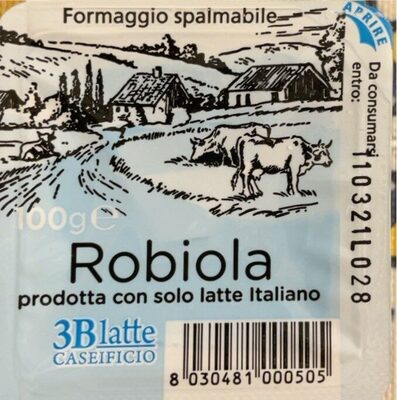 Formaggio spalmabile
APRIRE
Da consumarsi
entro:
110321L028
100g℮
Robiola
prodotta con solo latte Italiano
3Blatte
CASEIFICIO
8 030481 000505